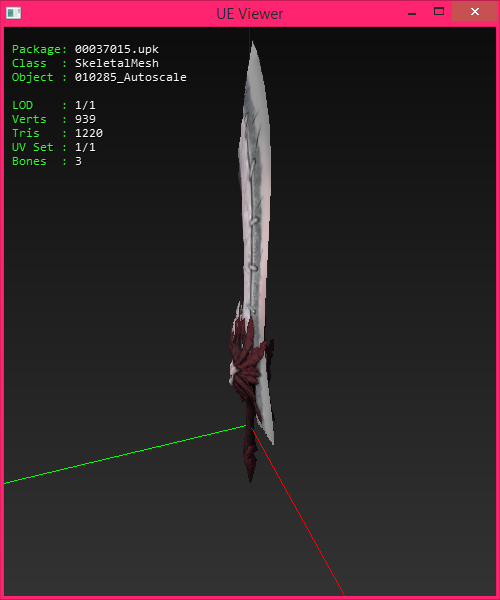 UE Viewer
Package: 00037015.upk
Class  : SkeletalMesh
Object : 010285_Autoscale
LOD    : 1/1
Verts  : 939
Tris   : 1220
UV Set : 1/1
Bones  : 3